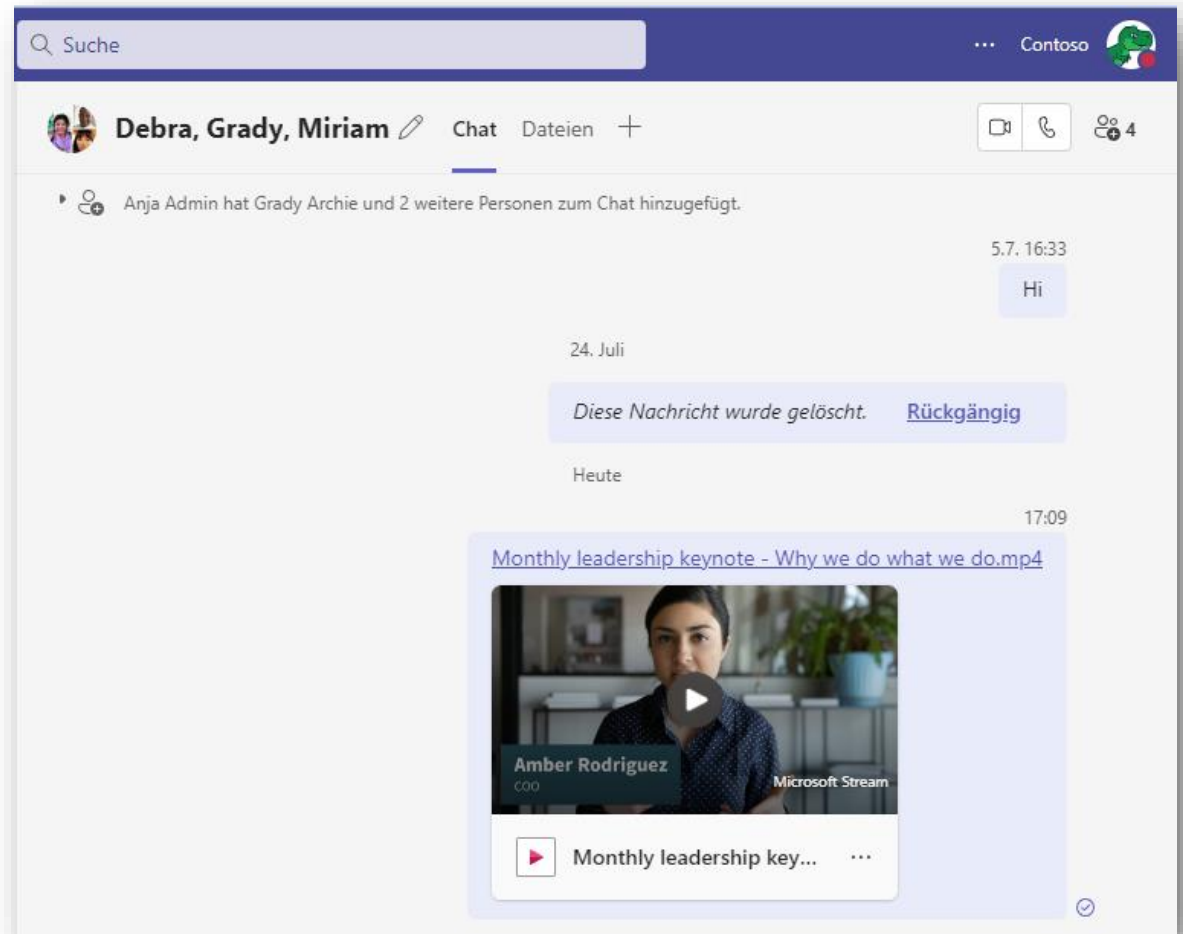 Suche
Contoso
Debra, Grady, Miriam Chat Dateien
4
Anja Admin hat Grady Archie und 2 weitere Personen zum Chat hinzugefügt.
5.7. 16:33
Hi
24. Juli
Diese Nachricht wurde gelöscht. Rückgängig
Heute
17:09
Monthly leadership keynote - Why we do what we do.mp4
Amber Rodriguez
COO
Microsoft Stream
Monthly leadership key...